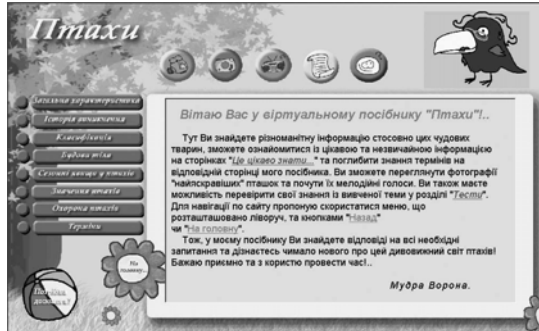 Птахи
Загальна характеристика
Історія виникнення
Класифікація
Будова тіла
Сезонні явища у птахів
Значення птахів
Охорона птахів
Терміни
На головну...
Вітаю Вас у віртуальному посібнику "Птахи"!..
Тут Ви знайдете різноманітну інформацію стосовно цих чудових
тварин, зможете ознайомитися із цікавою та незвичайною інформацією
на сторінках "Це цікаво знати..." та поглибити знання термінів на
відповідній сторінці мого посібника. Ви зможете переглянути фотографії
"найяскравіших" пташок та почути їх мелодійні голоси. Ви також маєте
можливість перевірити свої знання із вивченої теми у розділі "Тести".
Для навігації по сайту пропоную скористатися меню, що
розташтовано ліворуч, та кнопками "Назад"
чи "На головну".
Тож, у моєму посібнику Ви знайдете відповіді на всі необхідні
запитання та дізнаєтесь чимало нового про цей дивовижний світ птахів!
Бажаю приємно та з користю провести час!..
Мудра Ворона.